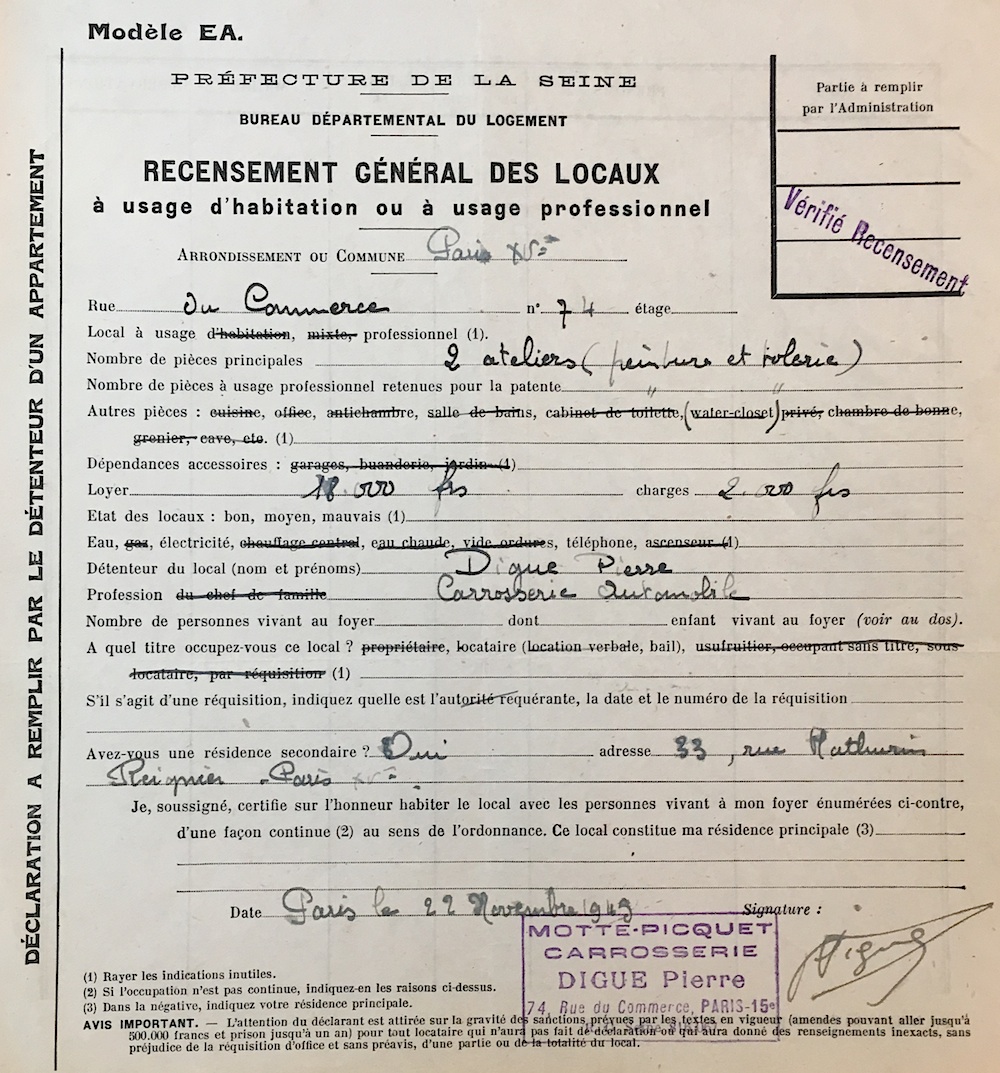 Modèle EA.
PRÉFECTURE DE LA SEINE
BUREAU DÉPARTEMENTAL DU LOGEMENT
RECENSEMENT GÉNÉRAL DES LOCAUX
à usage d'habitation ou à usage professionnel
Partie à remplir
par l'Administration
Vérifié Recensement
DÉCLARATION A REMPLIR PAR LE DÉTENTEUR D'UN APPARTEMENT
ARRONDISSEMENT OU COMMUNE Paris XVe
Rue du Commerce n° 74 étage
Local à usage d'habitation, mixte, professionnel (1).
Nombre de pièces principales 2 ateliers (peinture et tolerie)
Nombre de pièces à usage professionnel retenues pour la patente " "
Autres pièces : cuisine, office, antichambre, salle de bains, cabinet de toilette, (water-closet) privé, chambre de bonne,
grenier, cave, etc. (1)
Dépendances accessoires : garages, buanderie, jardin (1)
Loyer 18.000 frs charges 2.000 frs
Etat des locaux : bon, moyen, mauvais (1)
Eau, gaz, électricité, chauffage central, eau chaude, vide ordures, téléphone, ascenseur (1)
Détenteur du local (nom et prénoms) Digue Pierre
Profession du chef de famille Carrosserie Automobile
Nombre de personnes vivant au foyer dont enfant vivant au foyer (voir au dos).
A quel titre occupez-vous ce local ? propriétaire, locataire (location verbale, bail), usufruitier, occupant sans titre, sous-
locataire, par réquisition (1)
S'il s'agit d'une réquisition, indiquez quelle est l'autorité requérante, la date et le numéro de la réquisition
Avez-vous une résidence secondaire ? Oui adresse 33, rue Mathurin
Reignier - Paris XVe
Je, soussigné, certifie sur l'honneur habiter le local avec les personnes vivant à mon foyer énumérées ci-contre,
d'une façon continue (2) au sens de l'ordonnance. Ce local constitue ma résidence principale (3)
Date Paris le 22 Novembre 1949 Signature :
Digue
MOTTE-PICQUET
CARROSSERIE
DIGUE Pierre
74, Rue du Commerce, PARIS-15e
(1) Rayer les indications inutiles.
(2) Si l'occupation n'est pas continue, indiquez-en les raisons ci-dessus.
(3) Dans la négative, indiquez votre résidence principale.
AVIS IMPORTANT. — L'attention du déclarant est attirée sur la gravité des sanctions prévues par les textes en vigueur (amendes pouvant aller jusqu'à
500.000 francs et prison jusqu'à un an) pour tout locataire qui n'aura pas fait de déclaration ou qui aura donné des renseignements inexacts, sans
préjudice de la réquisition d'office et sans préavis, d'une partie ou de la totalité du local.